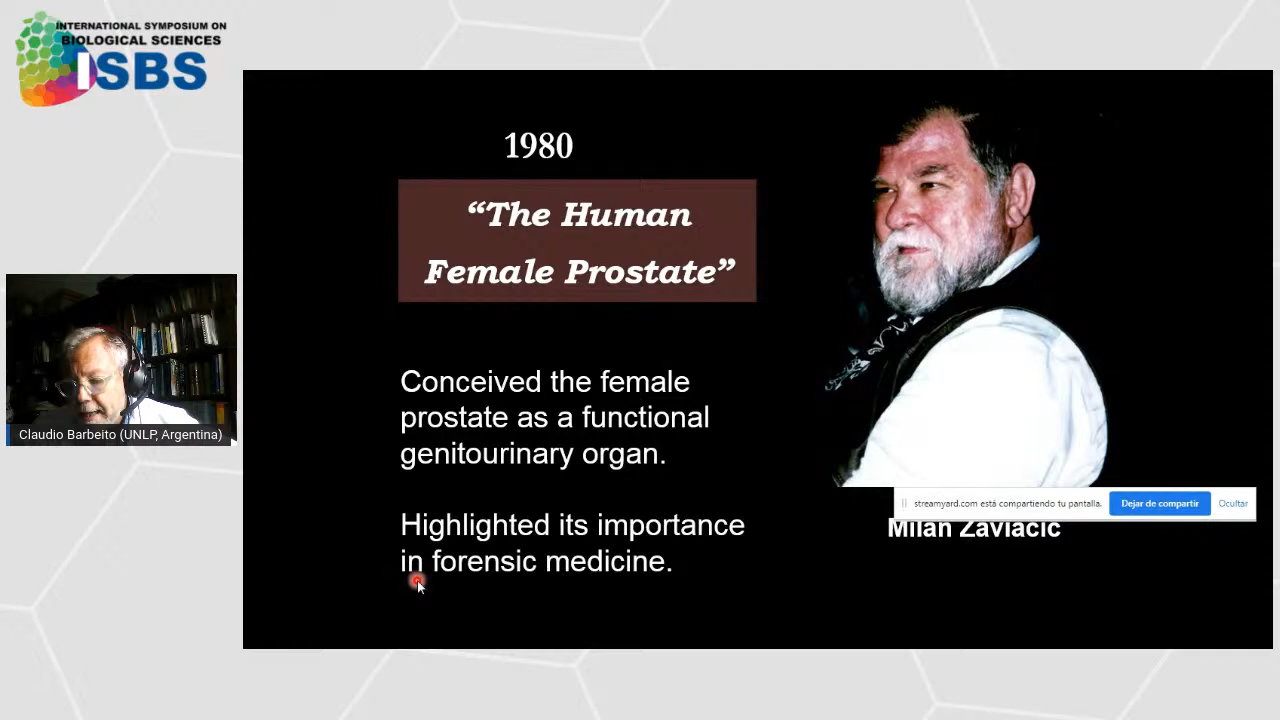 INTERNATIONAL SYMPOSIUM ON
BIOLOGICAL SCIENCES
ISBS
1980
“The Human
Female Prostate”
Conceived the female
prostate as a functional
genitourinary organ.
Highlighted its importance
in forensic medicine.
Claudio Barbeito (UNLP, Argentina)
streamyard.com está compartiendo tu pantalla.
Dejar de compartir
Ocultar
Milan Zaviacic